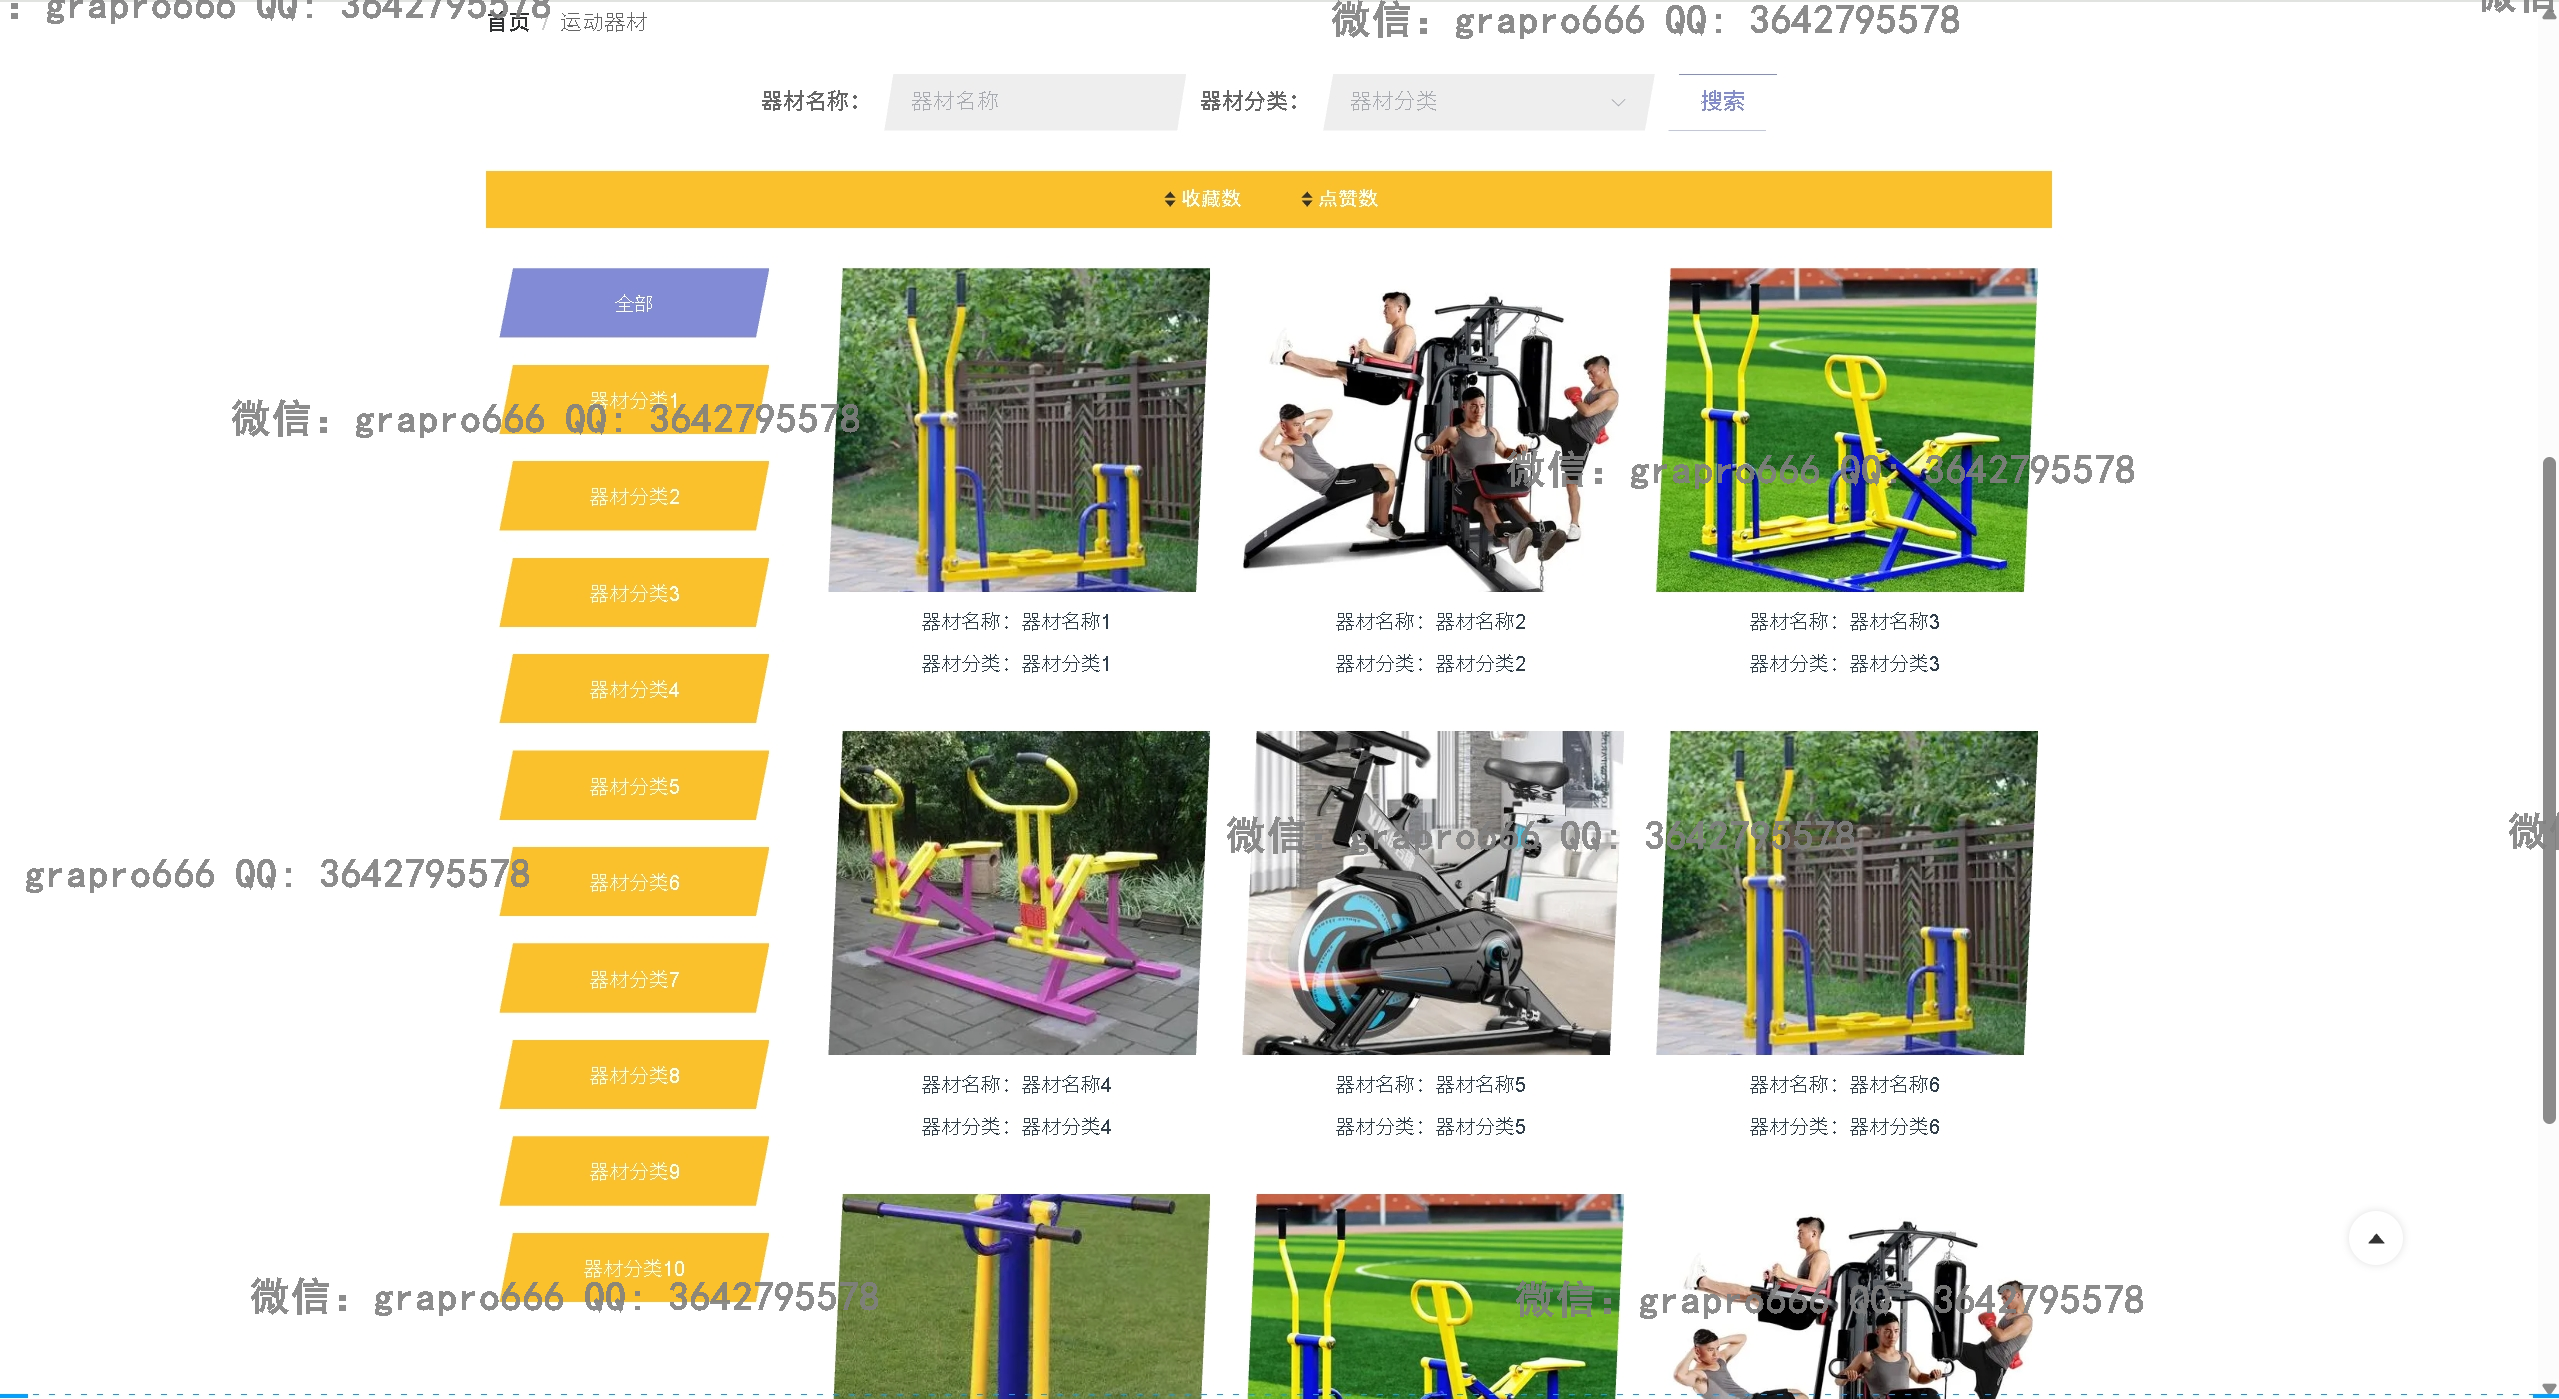 ：grapro666 QQ: 3642795578
首页 / 运动器材
微信：grapro666 QQ: 3642795578
微信
器材名称： 器材名称 器材分类： 器材分类 搜索
收藏数 点赞数
全部
器材分类1
微信：grapro666 QQ: 3642795578
器材分类2
微信：grapro666 QQ: 3642795578
器材分类3
器材名称：器材名称1
器材名称：器材名称2
器材名称：器材名称3
器材分类：器材分类1
器材分类：器材分类2
器材分类：器材分类3
器材分类4
器材分类5
微信：grapro666 QQ: 3642795578
微
grapro666 QQ: 3642795578
器材分类6
器材分类7
器材分类8
器材名称：器材名称4
器材名称：器材名称5
器材名称：器材名称6
器材分类：器材分类4
器材分类：器材分类5
器材分类：器材分类6
器材分类9
器材分类10
微信：grapro666 QQ: 3642795578
微信：grapro666 QQ: 3642795578